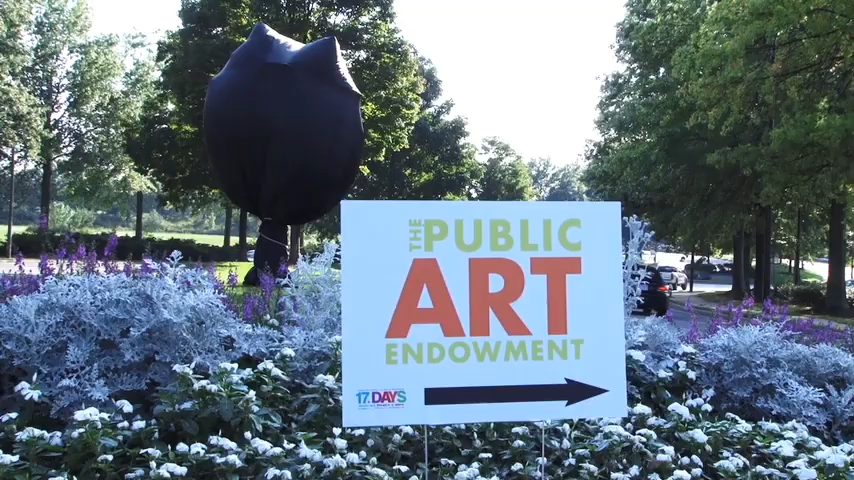 THE PUBLIC
ART
ENDOWMENT
17 DAYS